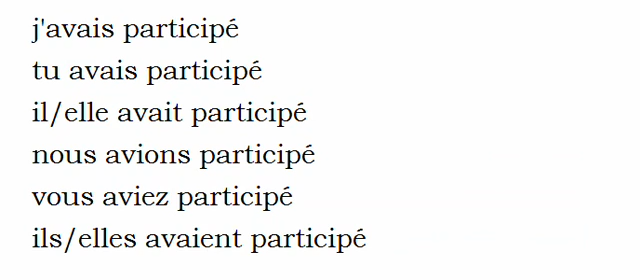 j'avais participé
tu avais participé
il/elle avait participé
nous avions participé
vous aviez participé
ils/elles avaient participé